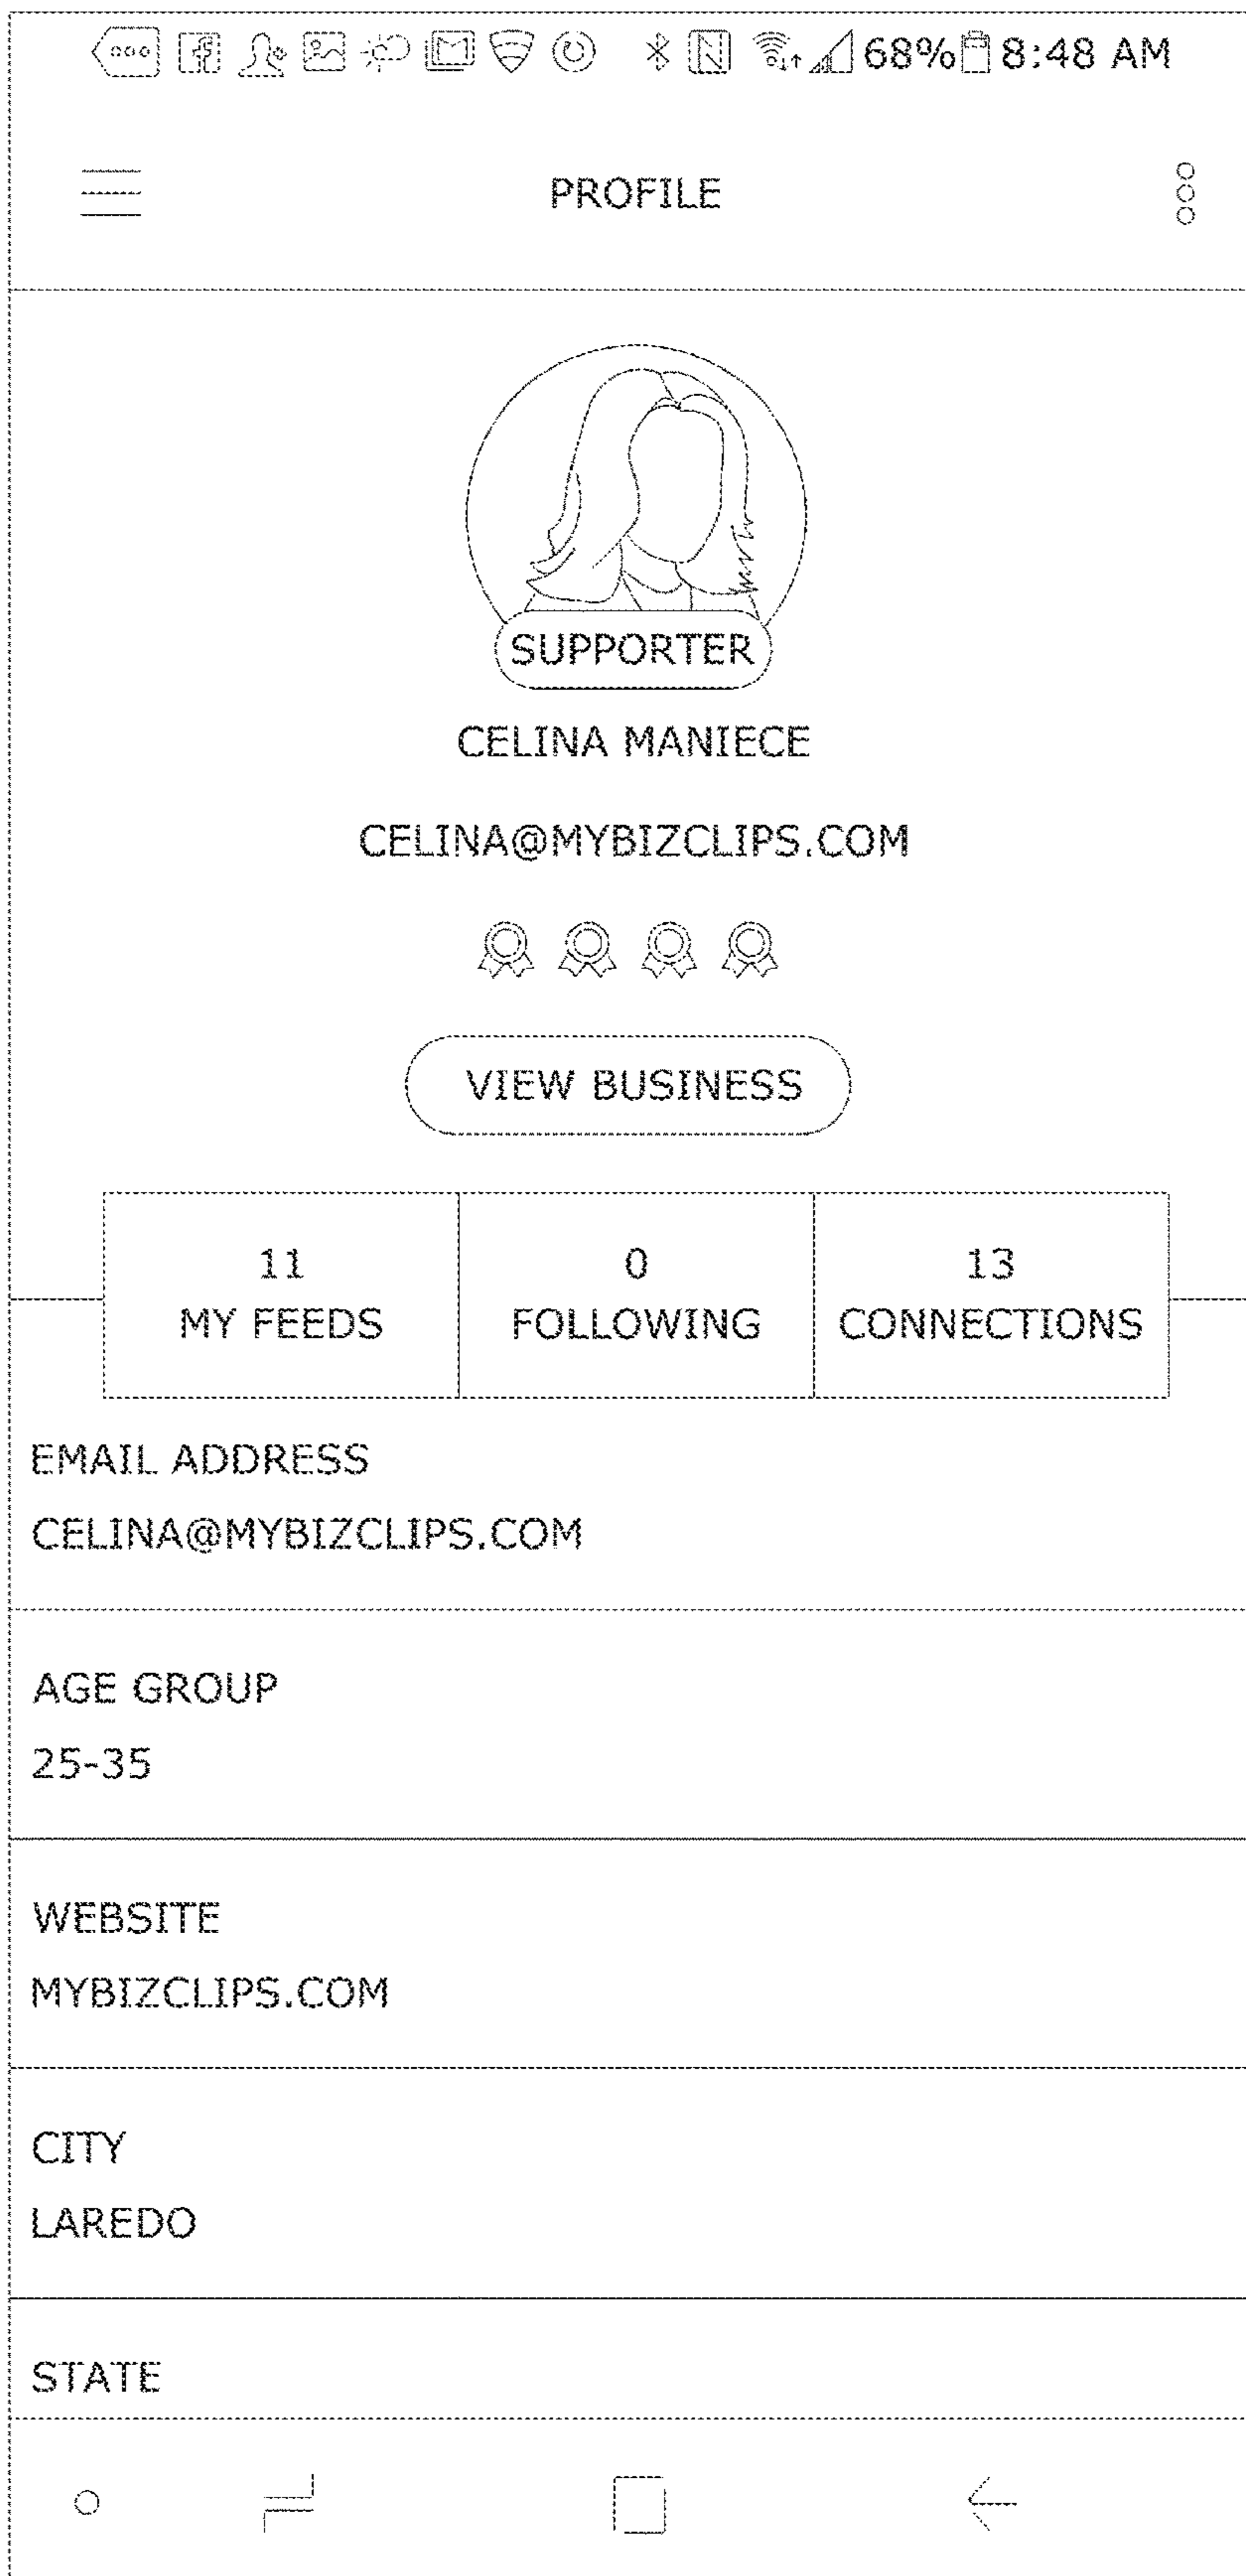 68% 8:48 AM
PROFILE
SUPPORTER
CELINA MANIECE
CELINA@MYBIZCLIPS.COM
VIEW BUSINESS
11 0 13
MY FEEDS FOLLOWING CONNECTIONS
EMAIL ADDRESS
CELINA@MYBIZCLIPS.COM
AGE GROUP
25-35
WEBSITE
MYBIZCLIPS.COM
CITY
LAREDO
STATE